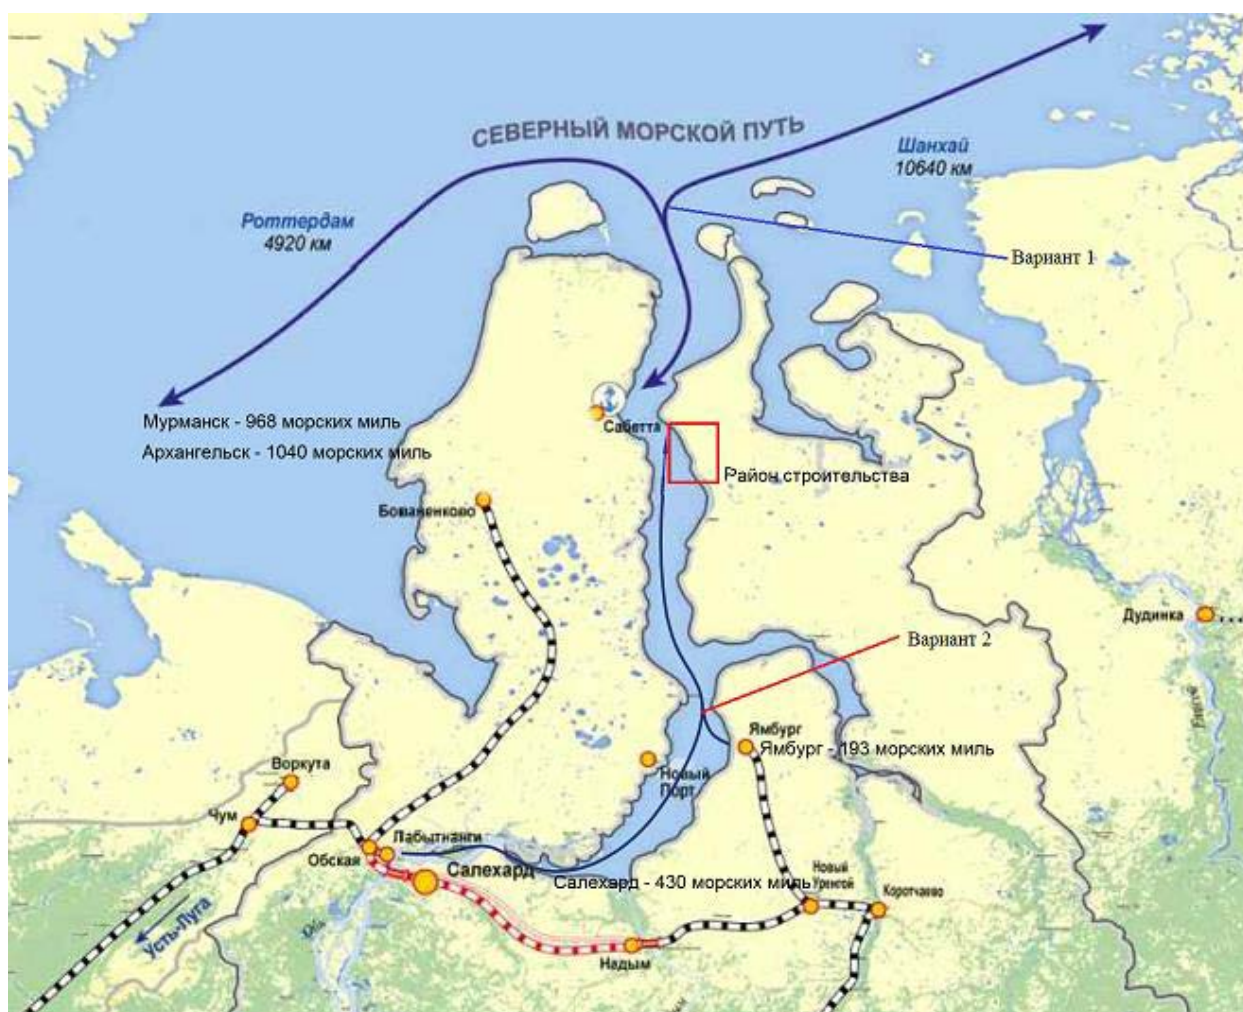 СЕВЕРНЫЙ МОРСКОЙ ПУТЬ
Шанхай
10640 км
Роттердам
4920 км
Вариант 1
Мурманск - 968 морских миль
Архангельск - 1040 морских миль
Сабетта
Район строительства
Бованенково
Дудинка
Вариант 2
Енисей
Ямбург
Ямбург - 193 морских миль
Новый
Порт
Воркута
Чум
Лабытнанги
Обская
Салехард
Салехард - 430 морских миль
Новый
Уренгой
Коротчаево
Усть-Луга
Обь
Надым